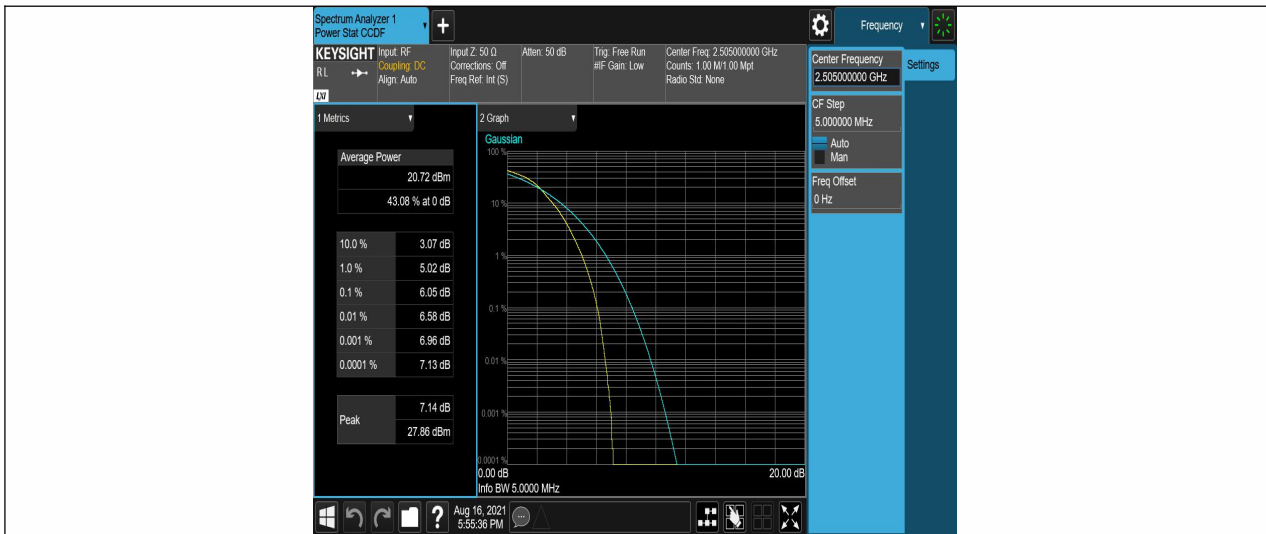 Spectrum Analyzer 1
Power Stat CCDF
Frequency
KEYSIGHT
R L
LXI
Input: RF
Coupling: DC
Align: Auto
Input Z: 50 Ω
Corrections: Off
Freq Ref: Int (S)
Atten: 50 dB
Trig: Free Run
#IF Gain: Low
Center Freq: 2.505000000 GHz
Counts: 1.00 M/1.00 Mpt
Radio Std: None
Center Frequency
2.505000000 GHz
Settings
CF Step
5.000000 MHz
Auto
Man
Freq Offset
0 Hz
1 Metrics
Average Power
20.72 dBm
43.08 % at 0 dB
10.0 % 3.07 dB
1.0 % 5.02 dB
0.1 % 6.05 dB
0.01 % 6.58 dB
0.001 % 6.96 dB
0.0001 % 7.13 dB
Peak
7.14 dB
27.86 dBm
2 Graph
Gaussian
100 %
10 %
1 %
0.1 %
0.01 %
0.001 %
0.0001 %
0.00 dB 20.00 dB
Info BW 5.0000 MHz
?
Aug 16, 2021
5:55:36 PM